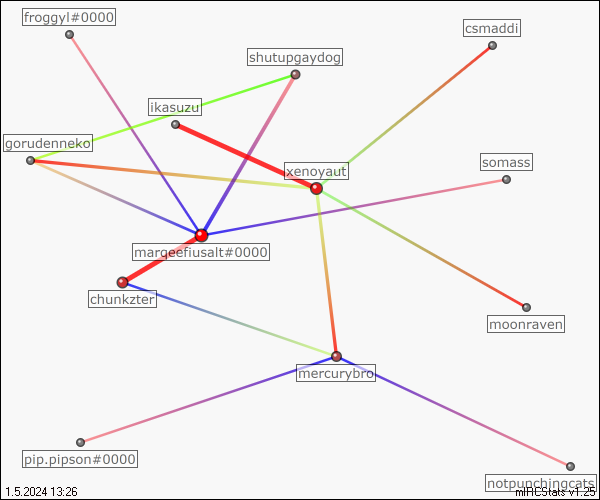 froggyl#0000
csmaddi
shutupgaydog
ikasuzu
gorudenneko
somass
xenoyaut
marqeefiusalt#0000
chunkzter
moonraven
mercurybro
pip.pipson#0000
notpunchingcats
1.5.2024 13:26
mIRCStats v1.25